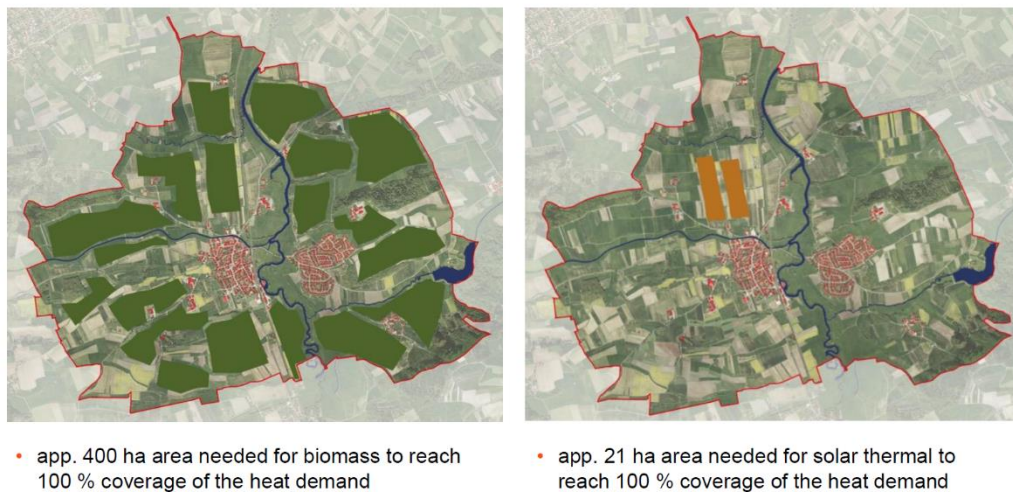 • app. 400 ha area needed for biomass to reach
100 % coverage of the heat demand
• app. 21 ha area needed for solar thermal to
reach 100 % coverage of the heat demand